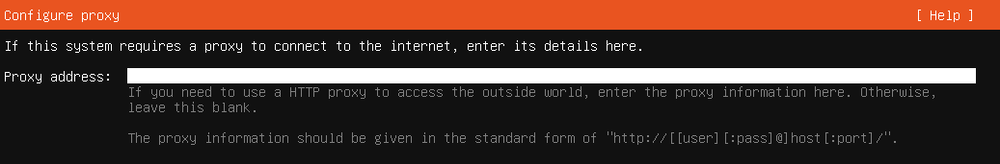 Configure proxy [ Help ]
If this system requires a proxy to connect to the internet, enter its details here.
Proxy address:
If you need to use a HTTP proxy to access the outside world, enter the proxy information here. Otherwise,
leave this blank.
The proxy information should be given in the standard form of "http://[[user][:pass]@]host[:port]/".